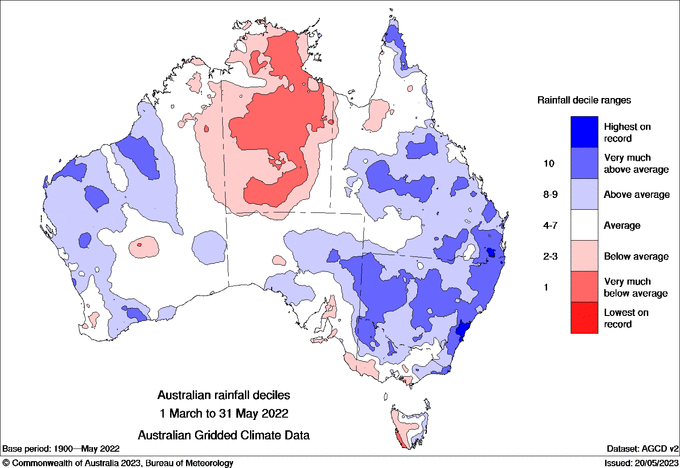 Rainfall decile ranges
Highest on
record
10
Very much
above average
8-9
Above average
4-7
Average
2-3
Below average
1
Very much
below average
Lowest on
record
Australian rainfall deciles
1 March to 31 May 2022
Australian Gridded Climate Data
Base period: 1900—May 2022
Dataset: AGCD v2
© Commonwealth of Australia 2023, Bureau of Meteorology
Issued: 20/05/2023